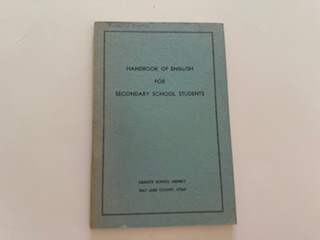 HANDBOOK OF ENGLISH
FOR
SECONDARY SCHOOL STUDENTS
GRANITE SCHOOL DISTRICT
SALT LAKE COUNTY, UTAH